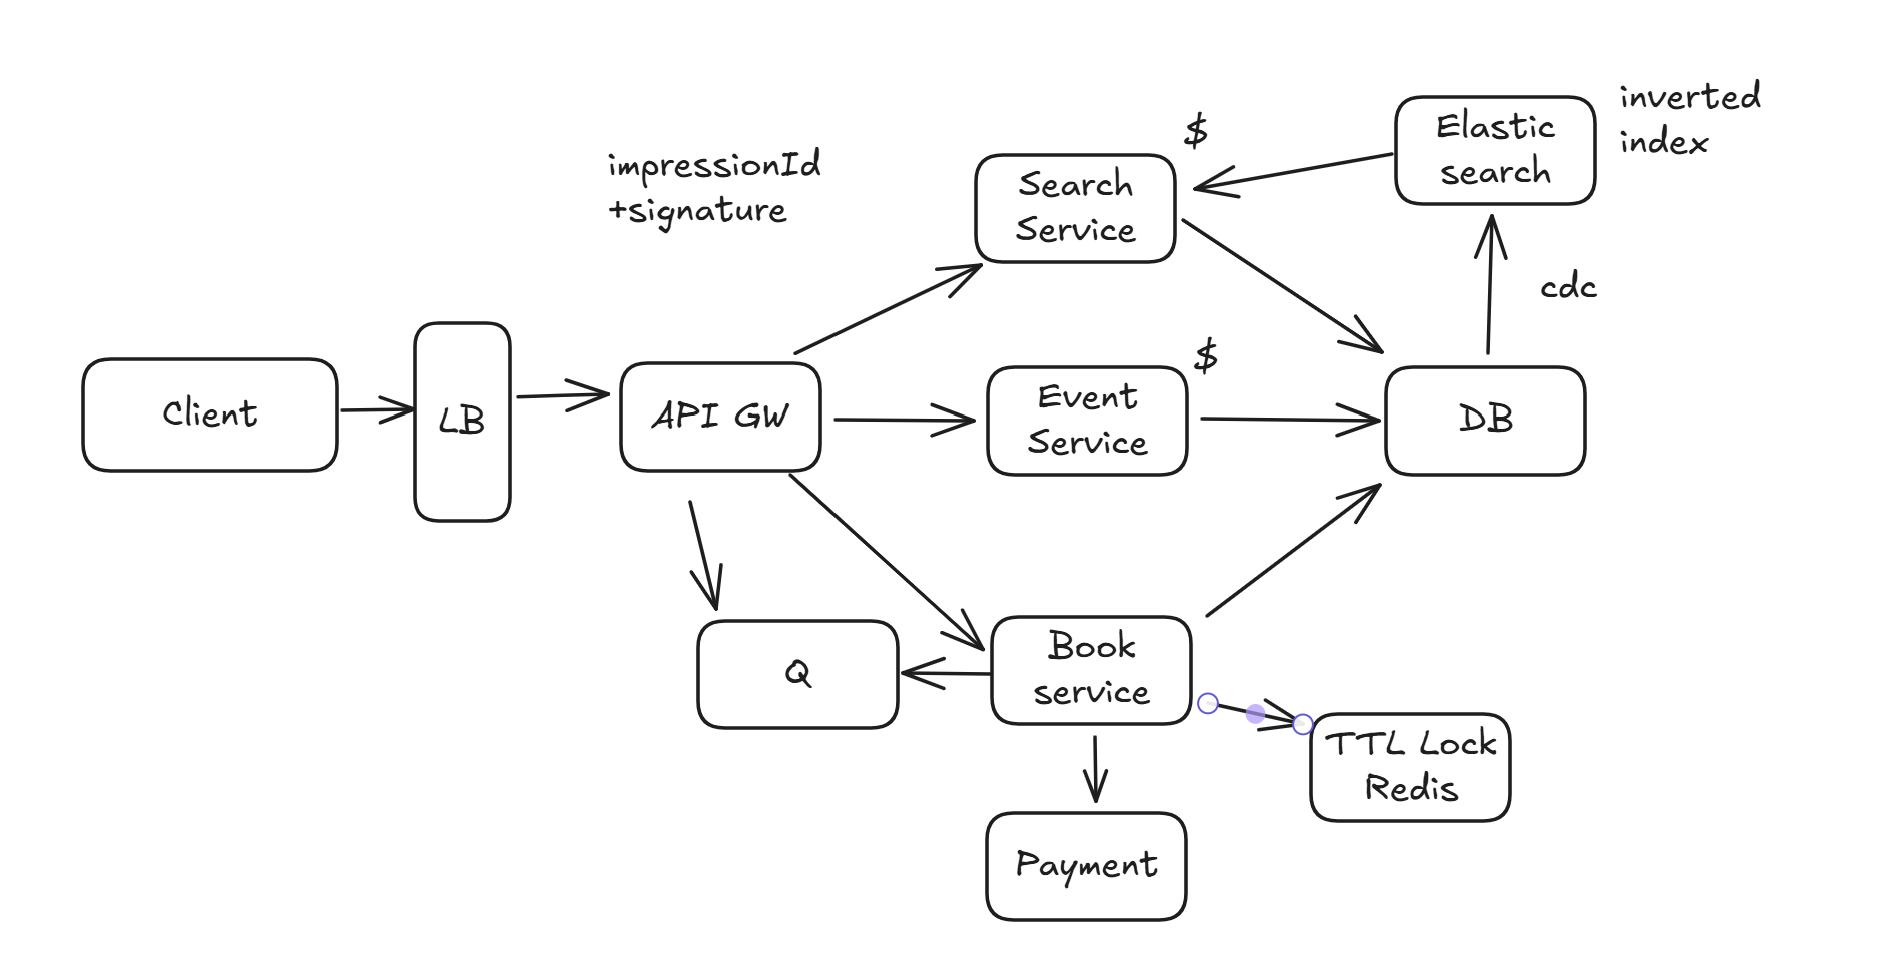 inverted
index
Elastic
search
$
impressionId
+signature
Search
Service
cdc
$
Client
LB
API GW
Event
Service
DB
Q
Book
service
TTL Lock
Redis
Payment